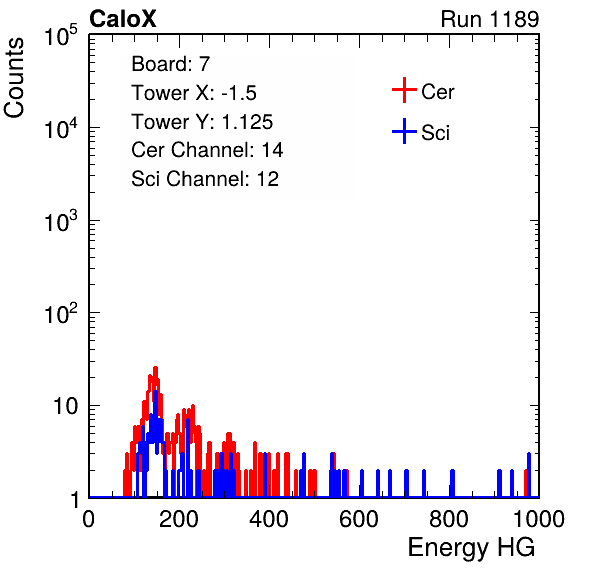 CaloX Run 1189
Counts
Board: 7
Tower X: -1.5
Tower Y: 1.125
Cer Channel: 14
Sci Channel: 12
Cer
Sci
10^5
10^4
10^3
10^2
10
1
0 200 400 600 800 1000
Energy HG